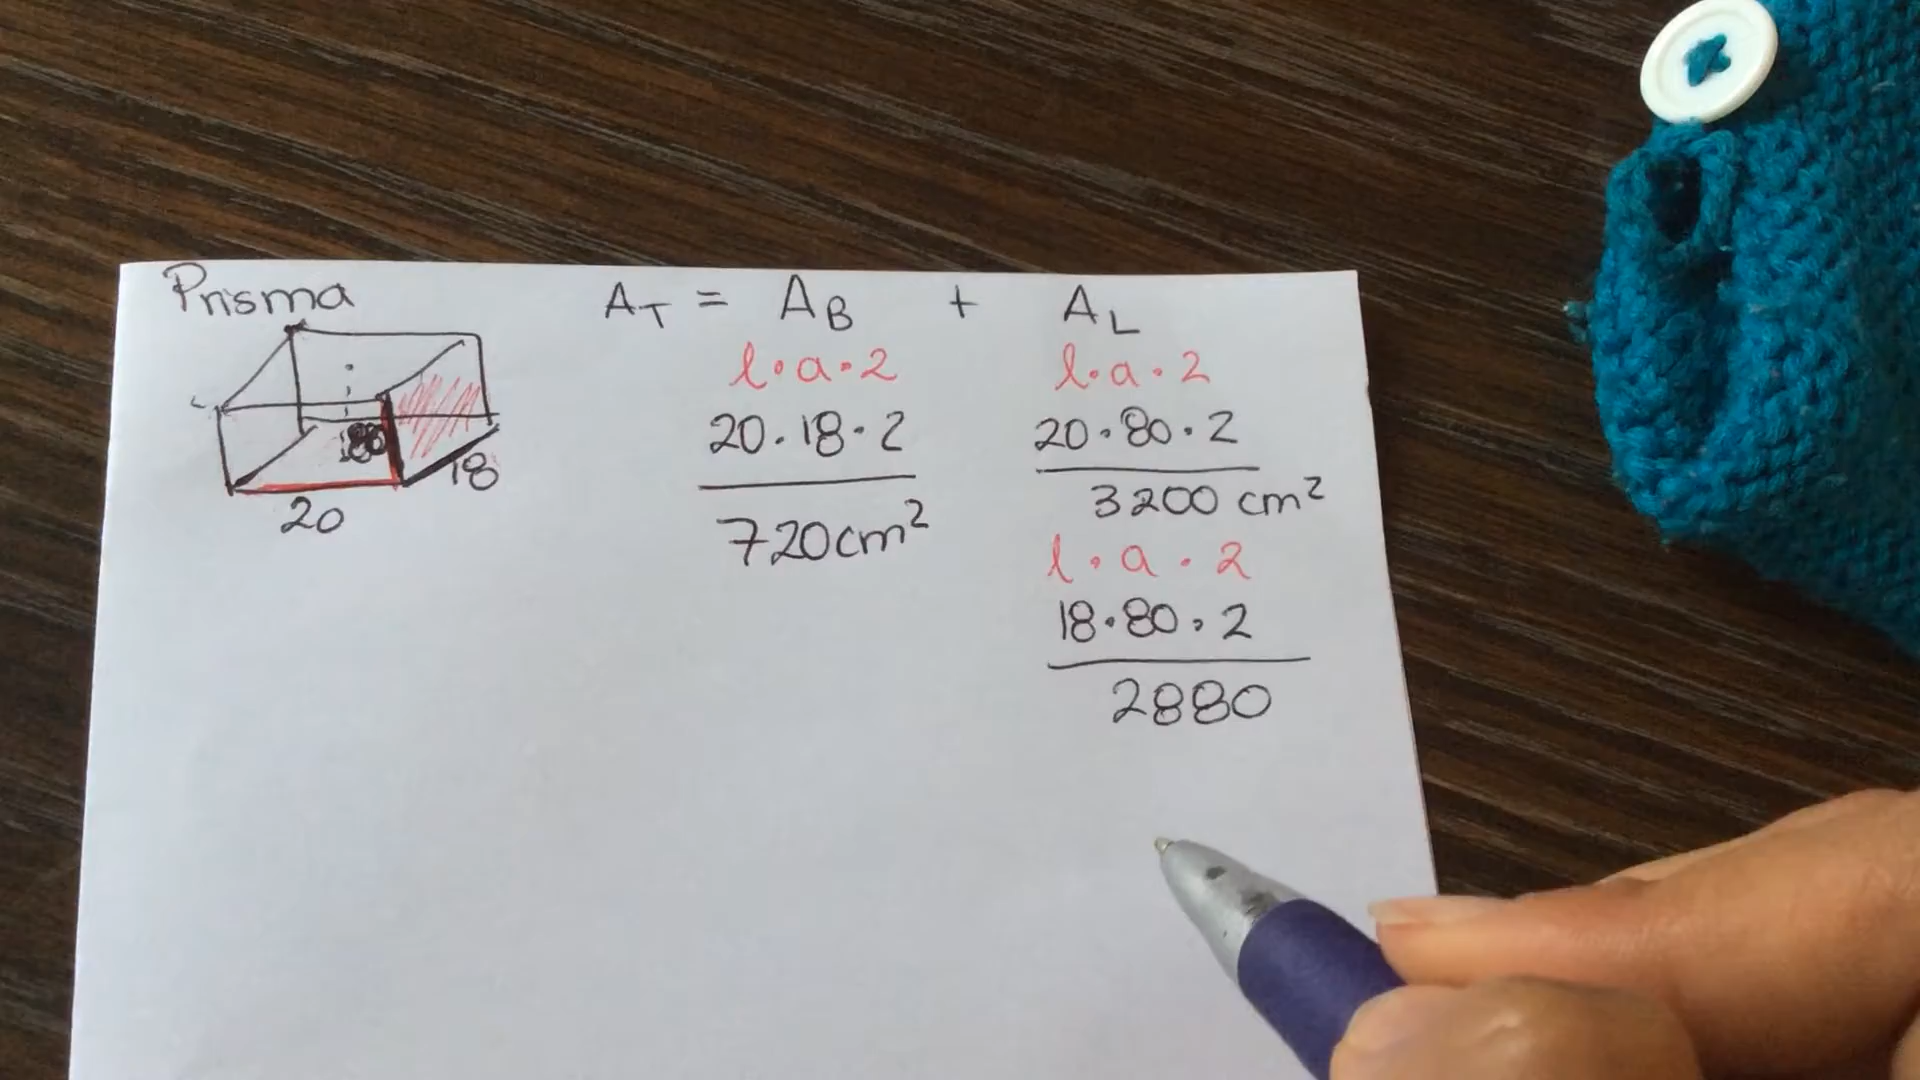 Prisma
A_T = A_B + A_L
l·a·2
l·a·2
20·18·2
20·80·2
720cm²
3200 cm²
l·a·2
18·80·2
2880
18
20